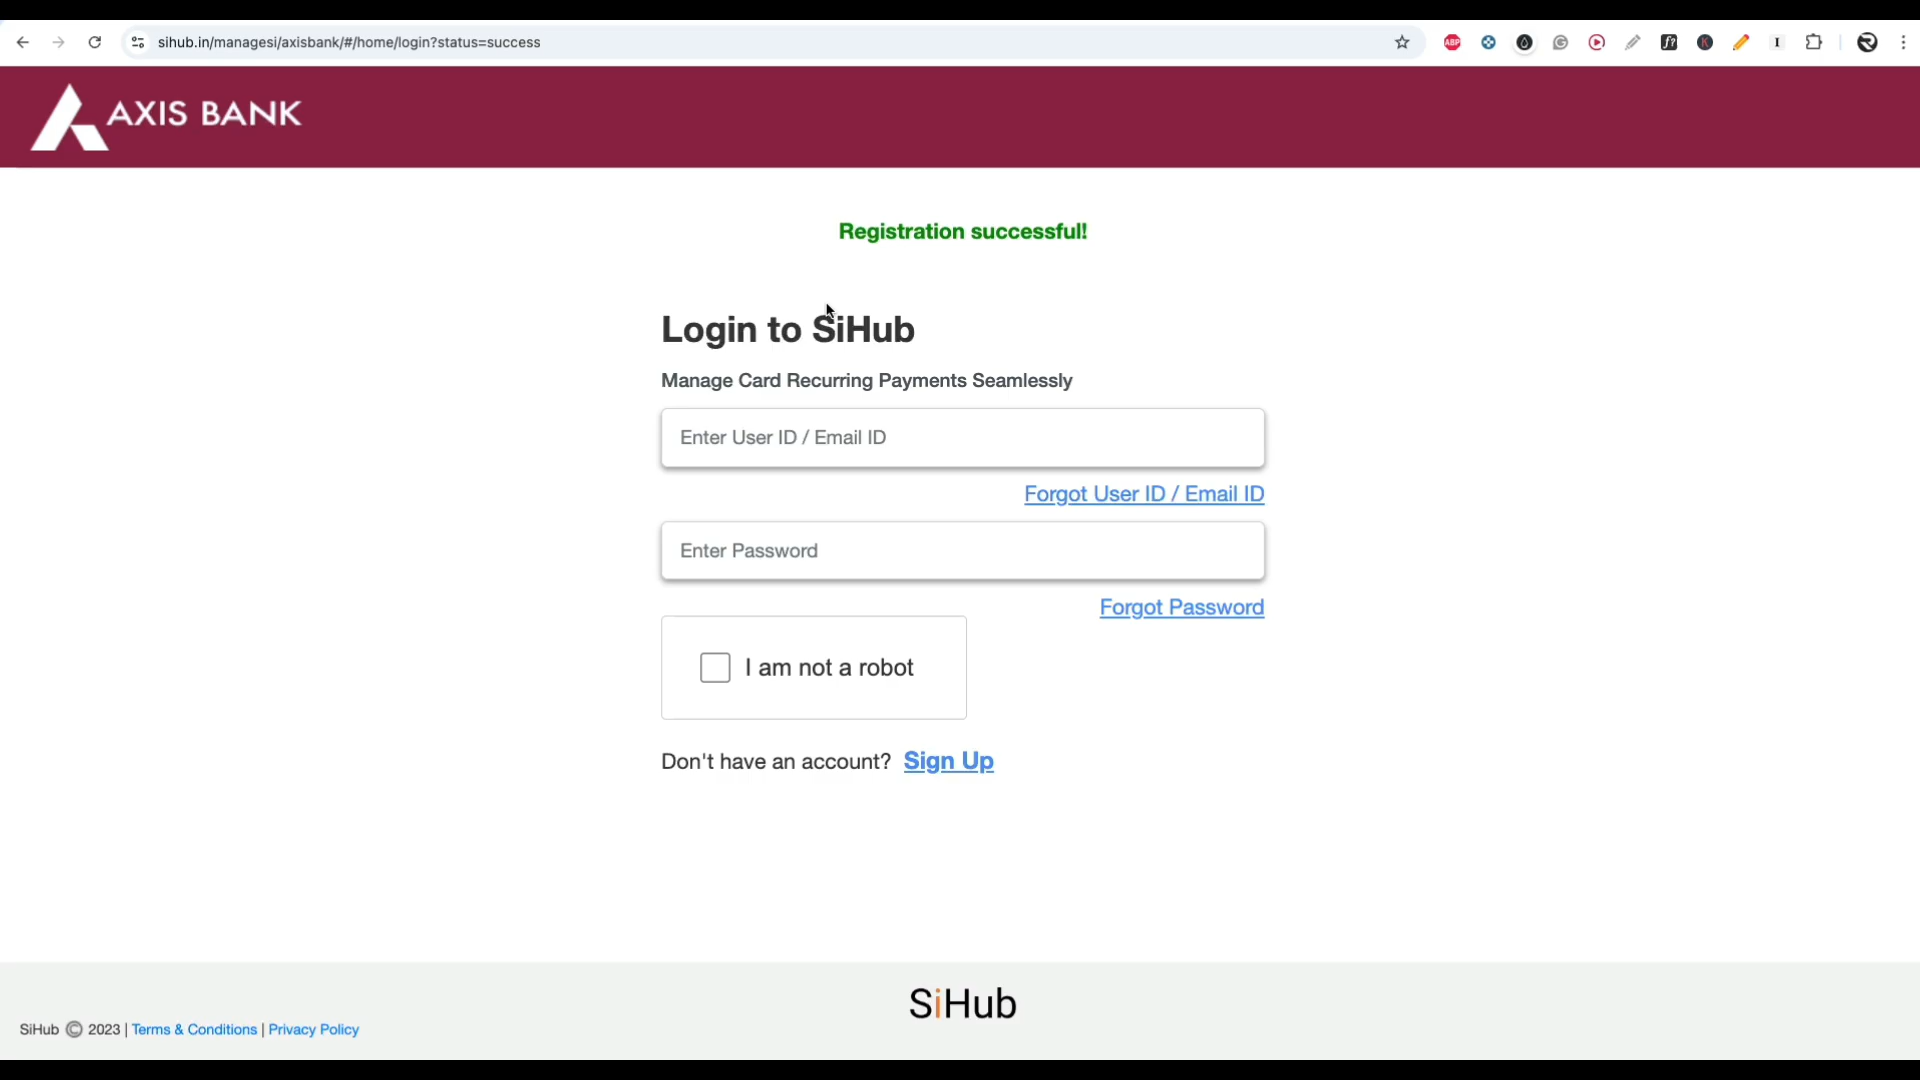 sihub.in/managesi/axisbank/#/home/login?status=success
ABP
f?
K
I
AXIS BANK
Registration successful!
Login to SiHub
Manage Card Recurring Payments Seamlessly
Enter User ID / Email ID
Forgot User ID / Email ID
Enter Password
Forgot Password
I am not a robot
Don't have an account? Sign Up
SiHub
SiHub © 2023 | Terms & Conditions | Privacy Policy